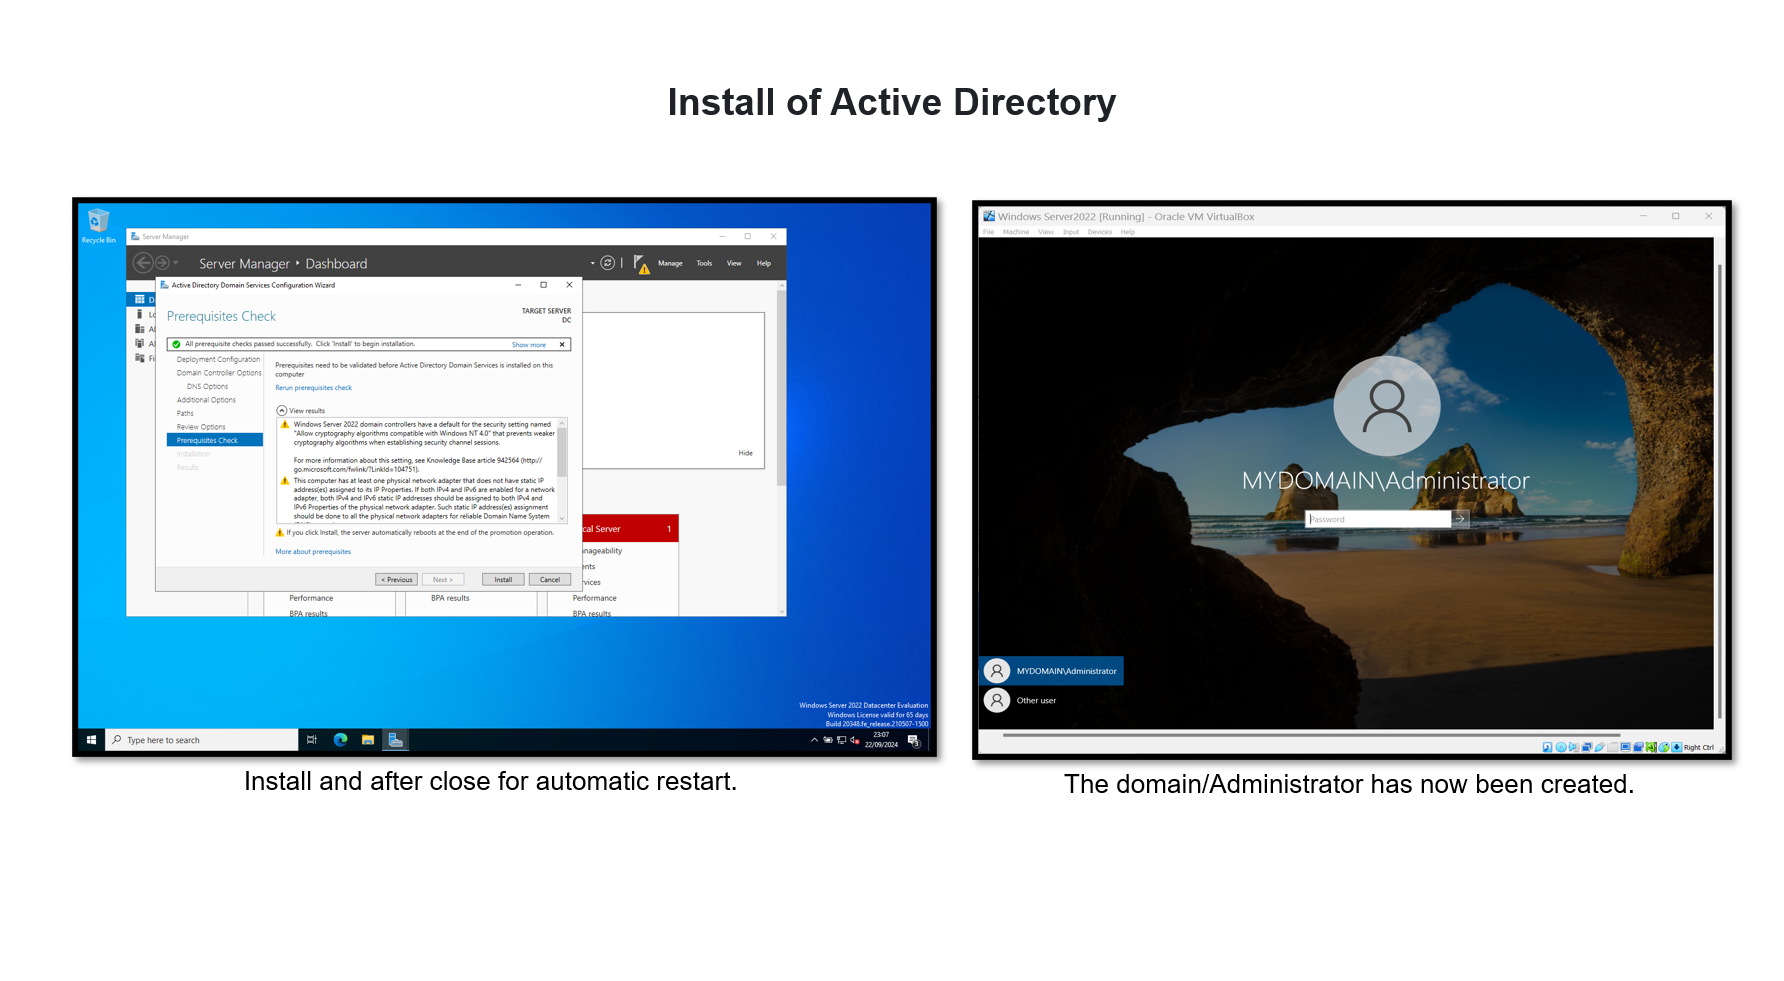 Install of Active Directory
Recycle Bin
Server Manager
Server Manager ‣ Dashboard
Manage Tools View Help
Active Directory Domain Services Configuration Wizard
Prerequisites Check
TARGET SERVER
DC
All prerequisite checks passed successfully. Click 'Install' to begin installation.
Show more
Deployment Configuration
Domain Controller Options
DNS Options
Additional Options
Paths
Review Options
Prerequisites Check
Installation
Results
Prerequisites need to be validated before Active Directory Domain Services is installed on this
computer
Rerun prerequisites check
View results
Windows Server 2022 domain controllers have a default for the security setting named
"Allow cryptography algorithms compatible with Windows NT 4.0" that prevents weaker
cryptography algorithms when establishing security channel sessions.
For more information about this setting, see Knowledge Base article 942564 (http://
go.microsoft.com/fwlink/?LinkId=104751).
This computer has at least one physical network adapter that does not have static IP
address(es) assigned to its IP Properties. If both IPv4 and IPv6 are enabled for a network
adapter, both IPv4 and IPv6 static IP addresses should be assigned to both IPv4 and
IPv6 Properties of the physical network adapter. Such static IP address(es) assignment
should be done to all the physical network adapters for reliable Domain Name System
If you click Install, the server automatically reboots at the end of the promotion operation.
More about prerequisites
< Previous Next > Install Cancel
Hide
cal Server 1
nageability
ents
rvices
Performance
BPA results
BPA results
Performance
BPA results
Windows Server 2022 Datacenter Evaluation
Windows License valid for 65 days
Build 20348.fe_release.210507-1500
Type here to search
23:07
22/09/2024
3
Install and after close for automatic restart.
Windows Server2022 [Running] - Oracle VM VirtualBox
File Machine View Input Devices Help
MYDOMAIN\Administrator
Password
MYDOMAIN\Administrator
Other user
Right Ctrl
The domain/Administrator has now been created.